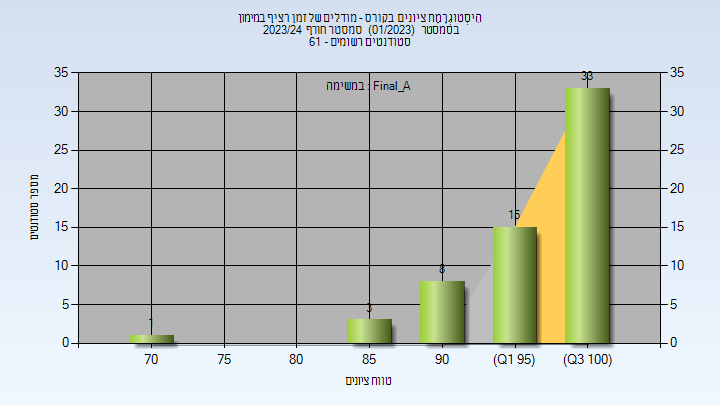 היסטוגרמת ציונים בקורס - מודלים של זמן רציף במימון
בסמסטר (01/2023) סמסטר חורף 2023/24
סטודנטים רשומים - 61
במשימה : Final_A
35 35
30 30
25 25
20 20
15 15
10 10
5 5
0 0
מספר סטודנטים
1 3 8 15 33
70 75 80 85 90 (Q1 95) (Q3 100)
טווח ציונים